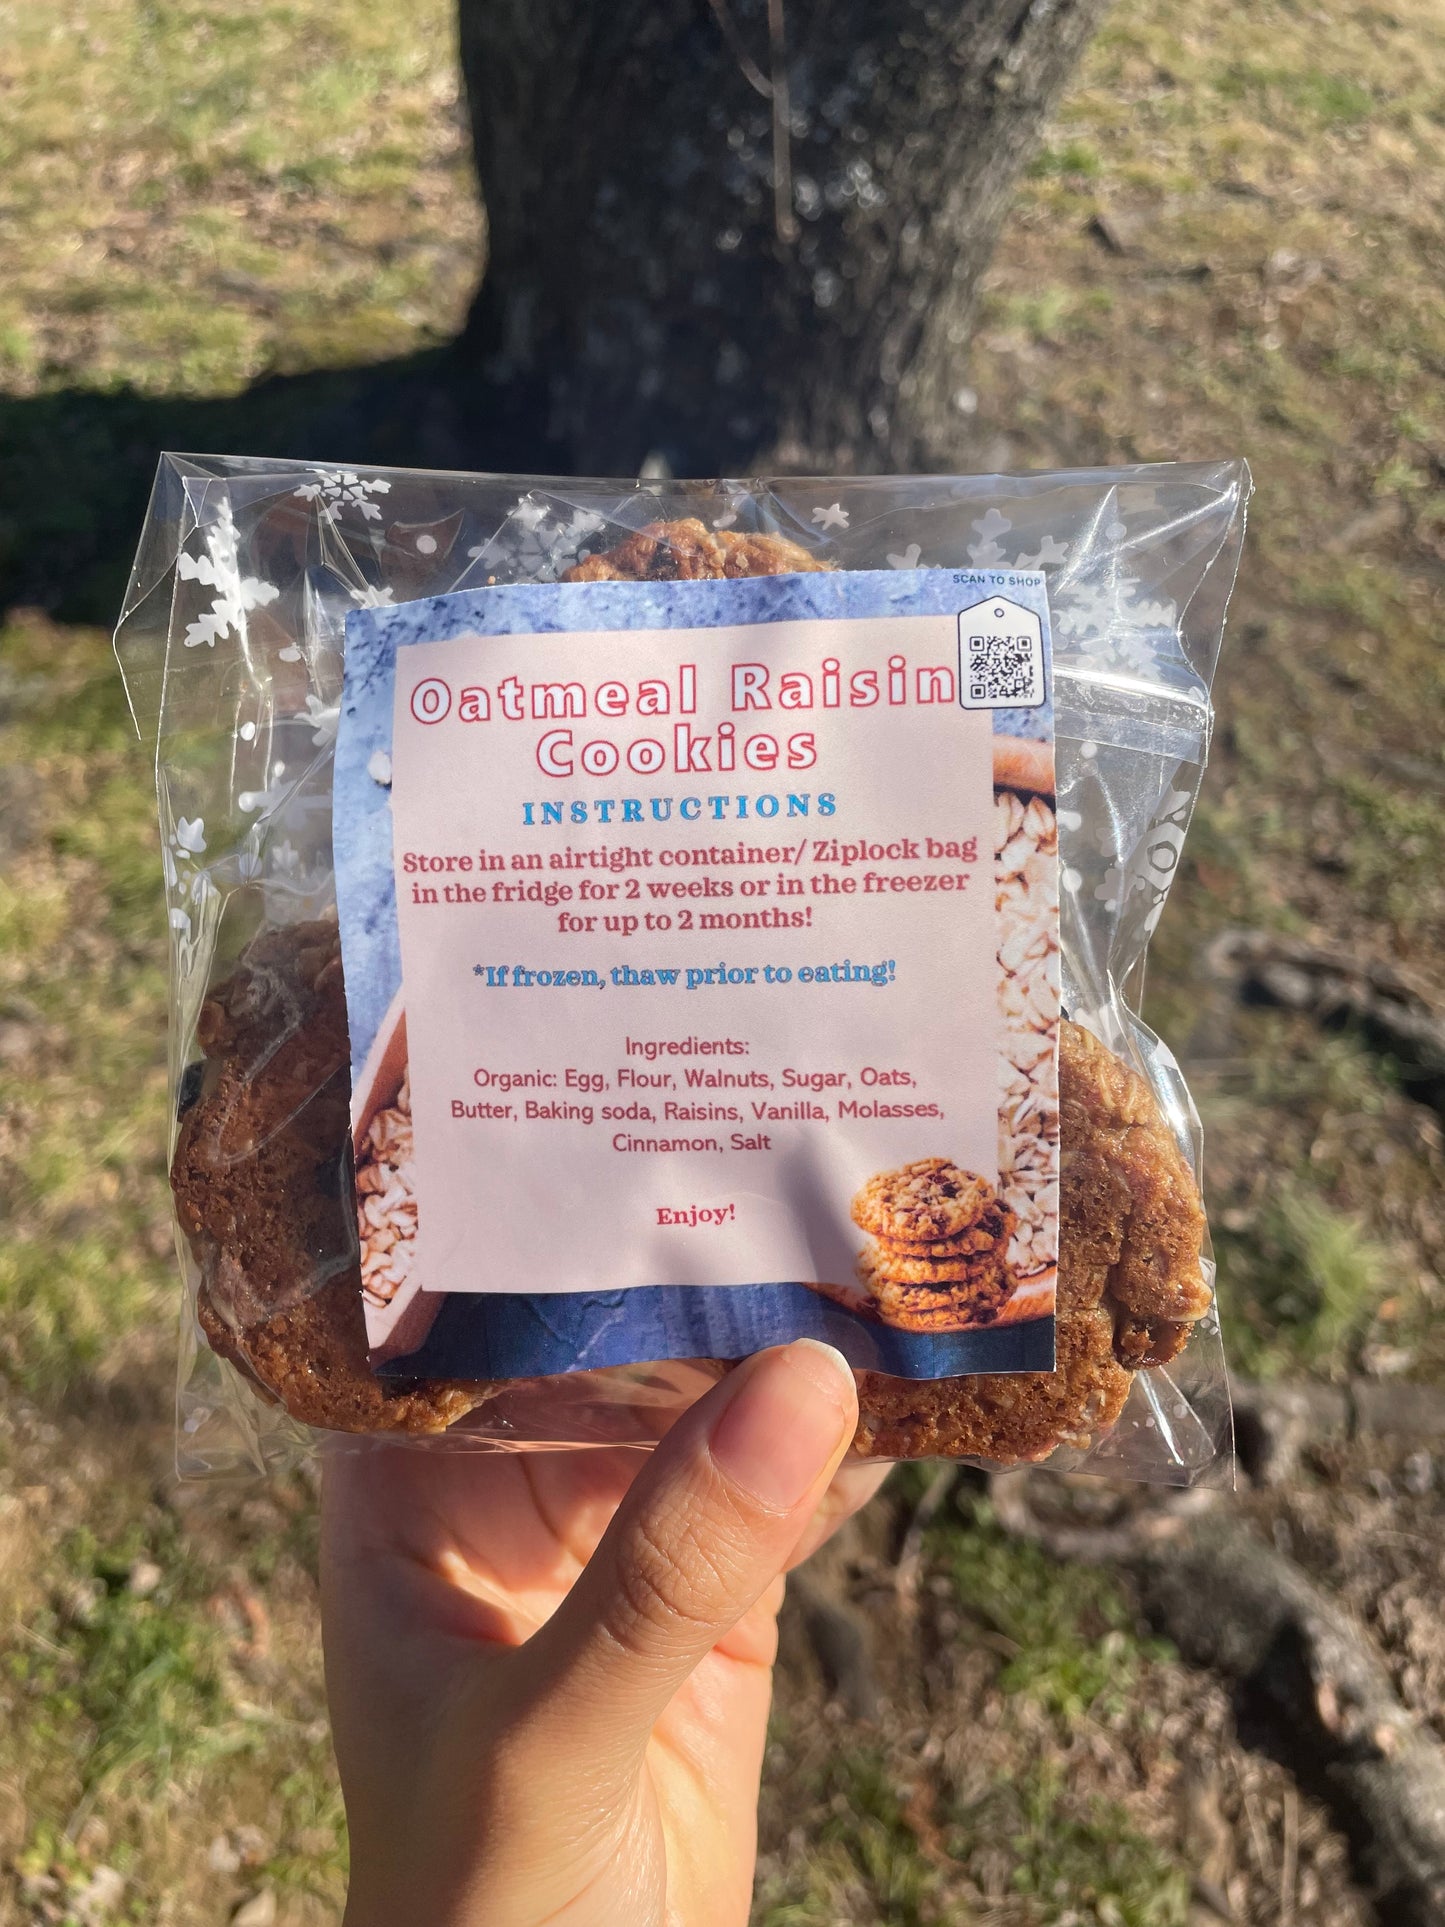 SCAN TO SHOP
Oatmeal Raisin
Cookies
INSTRUCTIONS
Store in an airtight container/ Ziplock bag
in the fridge for 2 weeks or in the freezer
for up to 2 months!
*If frozen, thaw prior to eating!
Ingredients:
Organic: Egg, Flour, Walnuts, Sugar, Oats,
Butter, Baking soda, Raisins, Vanilla, Molasses,
Cinnamon, Salt
Enjoy!